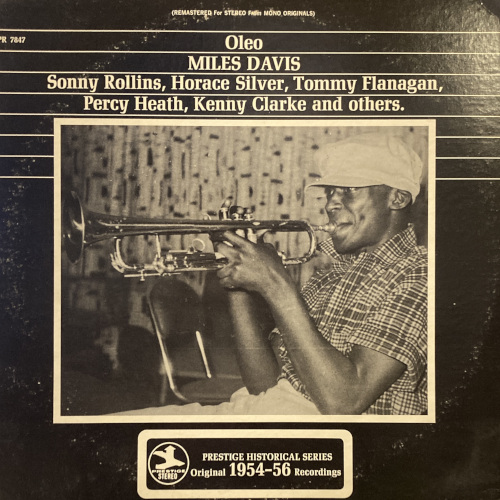 (REMASTERED For STEREO From MONO ORIGINALS)
PR 7847
Oleo
MILES DAVIS
Sonny Rollins, Horace Silver, Tommy Flanagan,
Percy Heath, Kenny Clarke and others.
PRESTIGE HISTORICAL SERIES
Original 1954-56 Recordings
PRESTIGE
STEREO